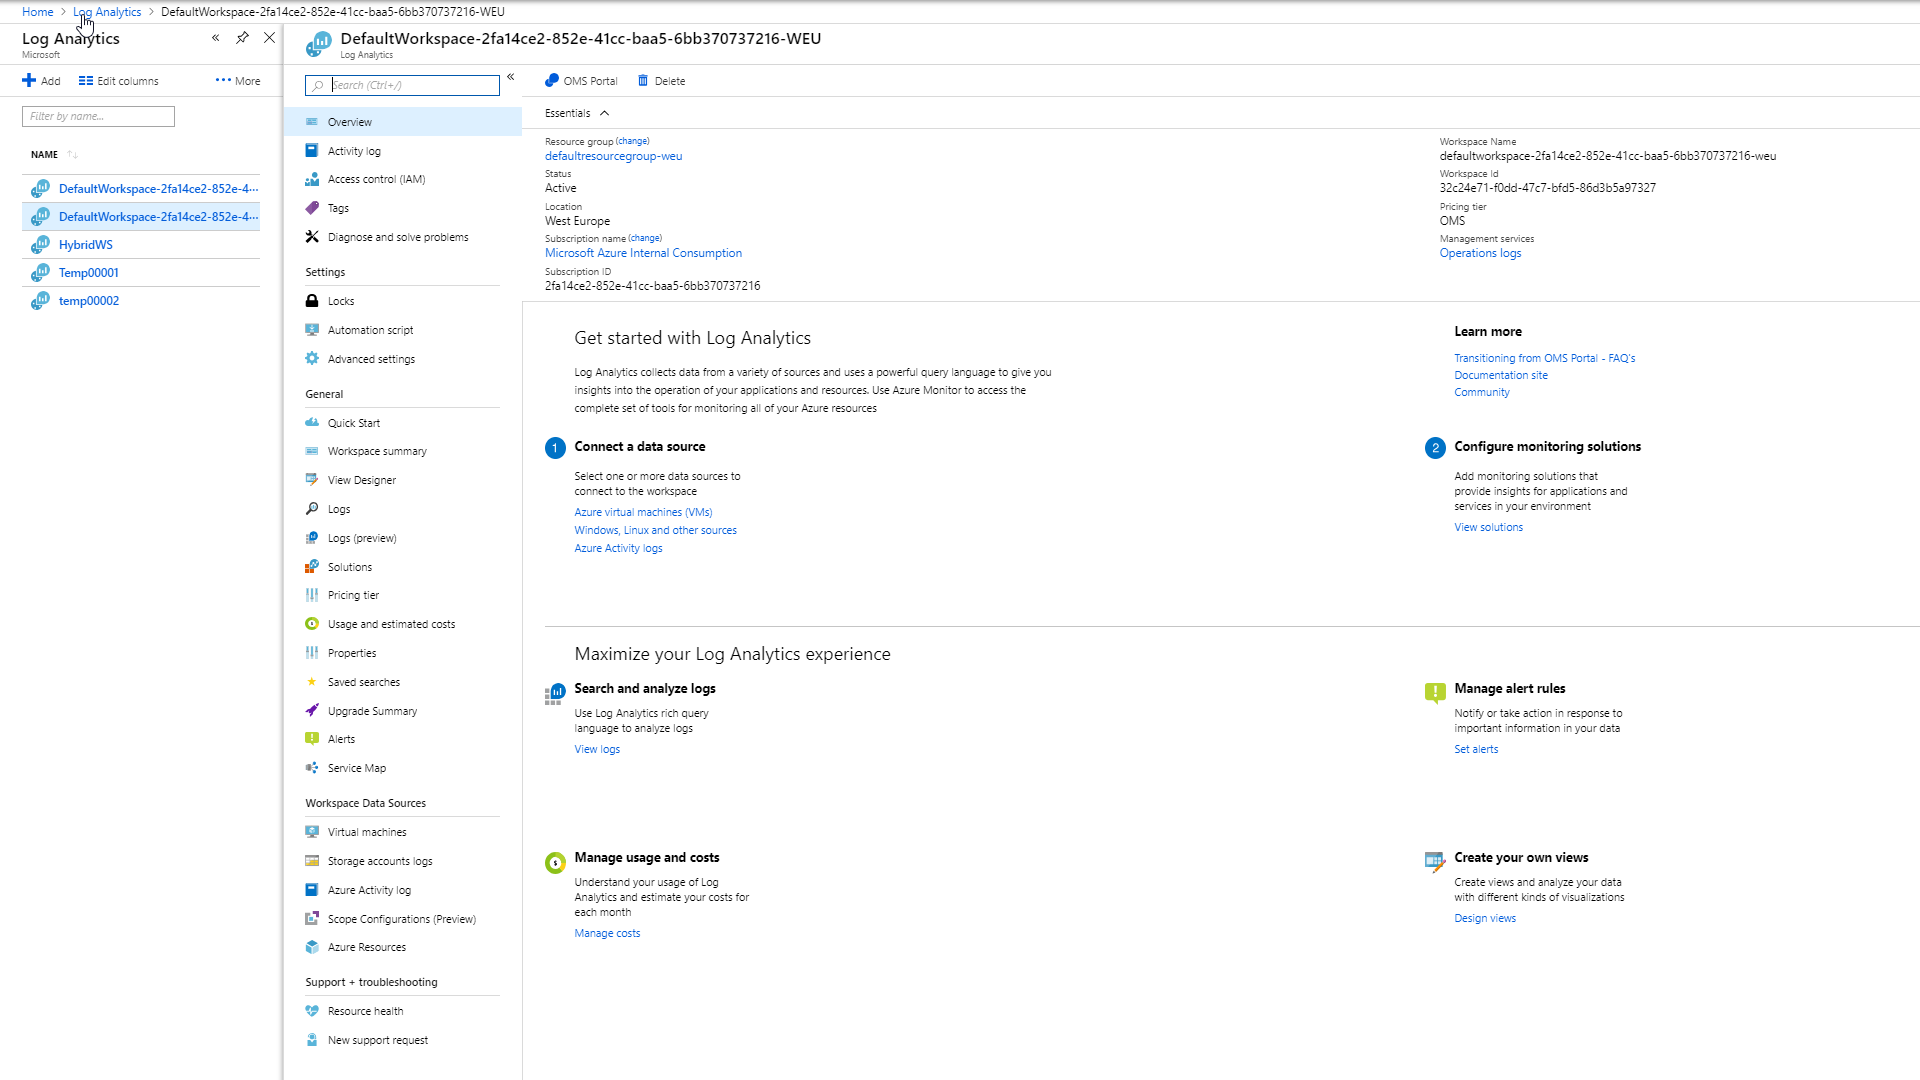 Home > Log Analytics > DefaultWorkspace-2fa14ce2-852e-41cc-baa5-6bb370737216-WEU
Log Analytics
Microsoft
Add
Edit columns
More
Filter by name...
NAME
DefaultWorkspace-2fa14ce2-852e-4···
DefaultWorkspace-2fa14ce2-852e-4···
HybridWS
Temp00001
temp00002
DefaultWorkspace-2fa14ce2-852e-41cc-baa5-6bb370737216-WEU
Log Analytics
Search (Ctrl+/)
Overview
Activity log
Access control (IAM)
Tags
Diagnose and solve problems
Settings
Locks
Automation script
Advanced settings
General
Quick Start
Workspace summary
View Designer
Logs
Logs (preview)
Solutions
Pricing tier
Usage and estimated costs
Properties
Saved searches
Upgrade Summary
Alerts
Service Map
Workspace Data Sources
Virtual machines
Storage accounts logs
Azure Activity log
Scope Configurations (Preview)
Azure Resources
Support + troubleshooting
Resource health
New support request
OMS Portal
Delete
Essentials
Resource group (change)
defaultresourcegroup-weu
Status
Active
Location
West Europe
Subscription name (change)
Microsoft Azure Internal Consumption
Subscription ID
2fa14ce2-852e-41cc-baa5-6bb370737216
Workspace Name
defaultworkspace-2fa14ce2-852e-41cc-baa5-6bb370737216-weu
Workspace Id
32c24e71-f0dd-47c7-bfd5-86d3b5a97327
Pricing tier
OMS
Management services
Operations logs
Get started with Log Analytics
Log Analytics collects data from a variety of sources and uses a powerful query language to give you
insights into the operation of your applications and resources. Use Azure Monitor to access the
complete set of tools for monitoring all of your Azure resources
Learn more
Transitioning from OMS Portal - FAQ's
Documentation site
Community
1 Connect a data source
Select one or more data sources to
connect to the workspace
Azure virtual machines (VMs)
Windows, Linux and other sources
Azure Activity logs
2 Configure monitoring solutions
Add monitoring solutions that
provide insights for applications and
services in your environment
View solutions
Maximize your Log Analytics experience
Search and analyze logs
Use Log Analytics rich query
language to analyze logs
View logs
Manage alert rules
Notify or take action in response to
important information in your data
Set alerts
Manage usage and costs
Understand your usage of Log
Analytics and estimate your costs for
each month
Manage costs
Create your own views
Create views and analyze your data
with different kinds of visualizations
Design views